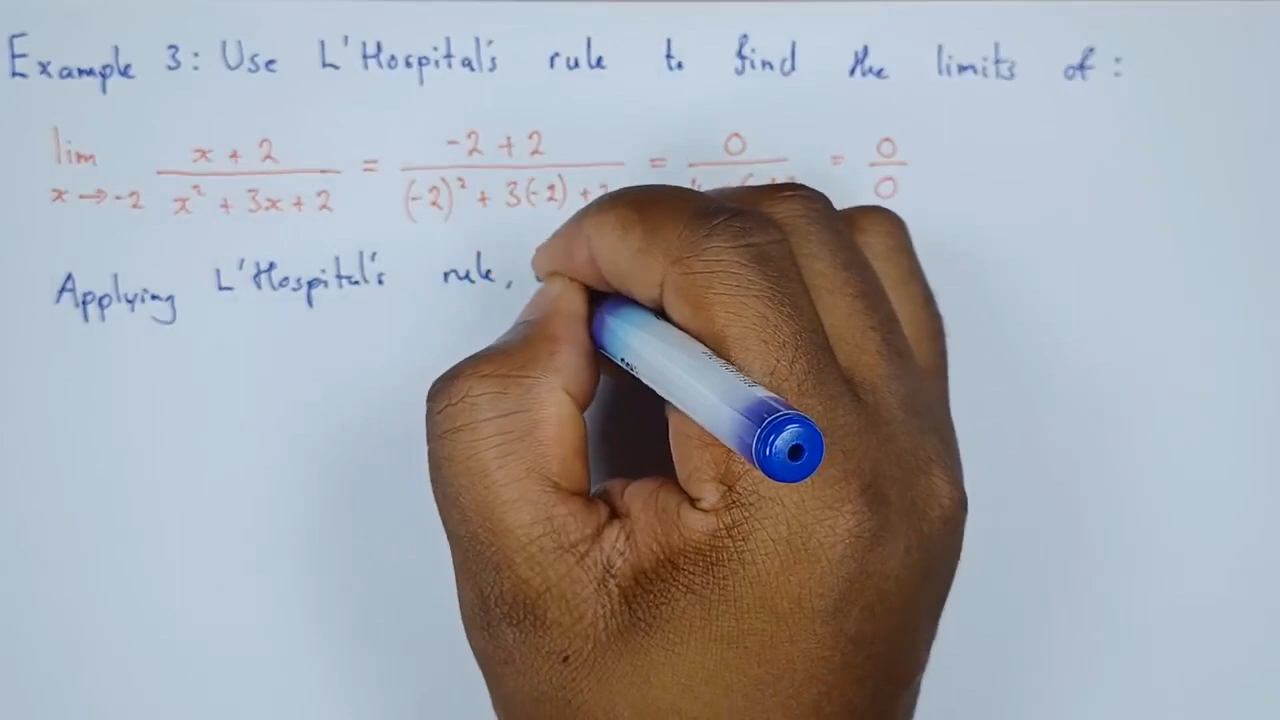 Example 3: Use L'Hospital's rule to find the limits of :
lim x→-2 x + 2 / x² + 3x + 2 = -2 + 2 / (-2)² + 3(-2) + = 0 / = 0 / 0
Applying L'Hospital's rule,